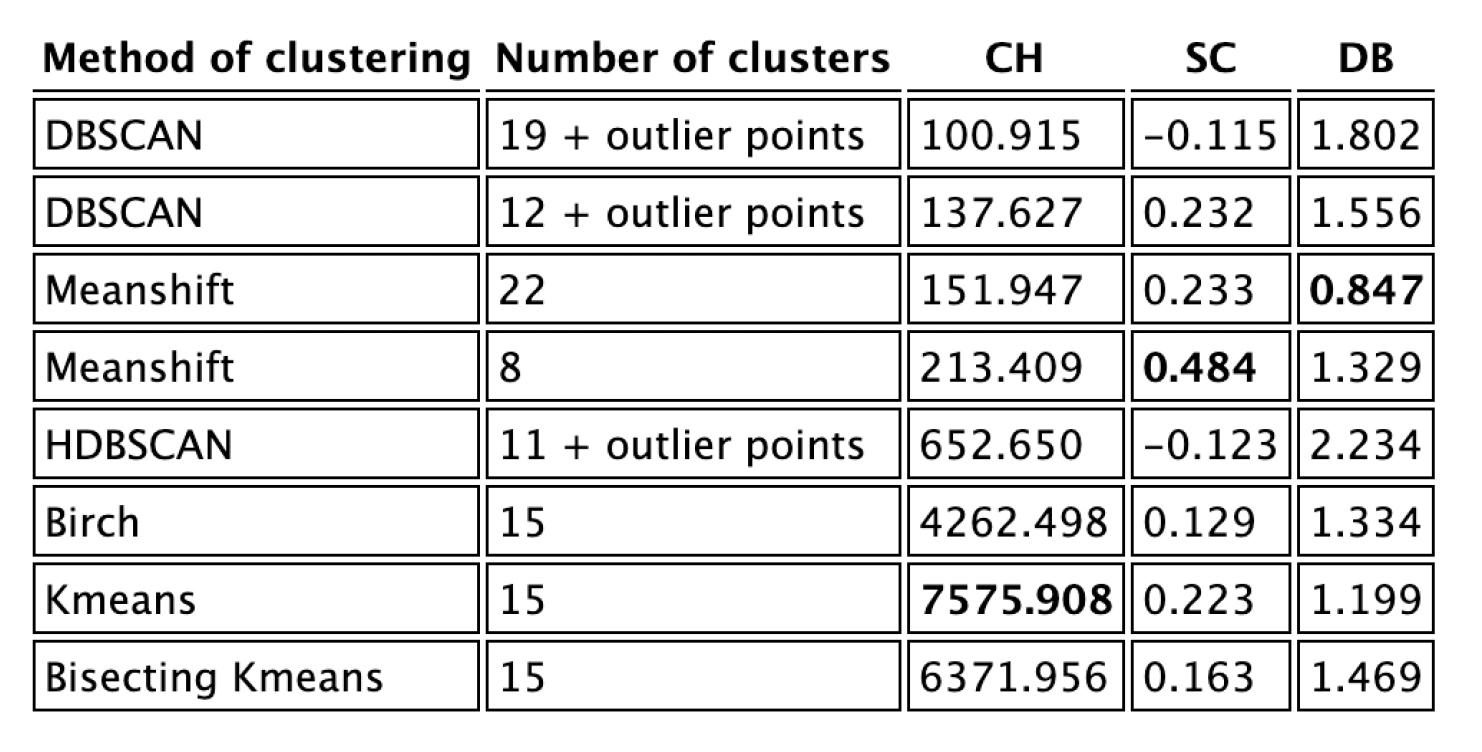 Method of clustering Number of clusters CH SC DB
DBSCAN 19 + outlier points 100.915 −0.115 1.802
DBSCAN 12 + outlier points 137.627 0.232 1.556
Meanshift 22 151.947 0.233 0.847
Meanshift 8 213.409 0.484 1.329
HDBSCAN 11 + outlier points 652.650 −0.123 2.234
Birch 15 4262.498 0.129 1.334
Kmeans 15 7575.908 0.223 1.199
Bisecting Kmeans 15 6371.956 0.163 1.469